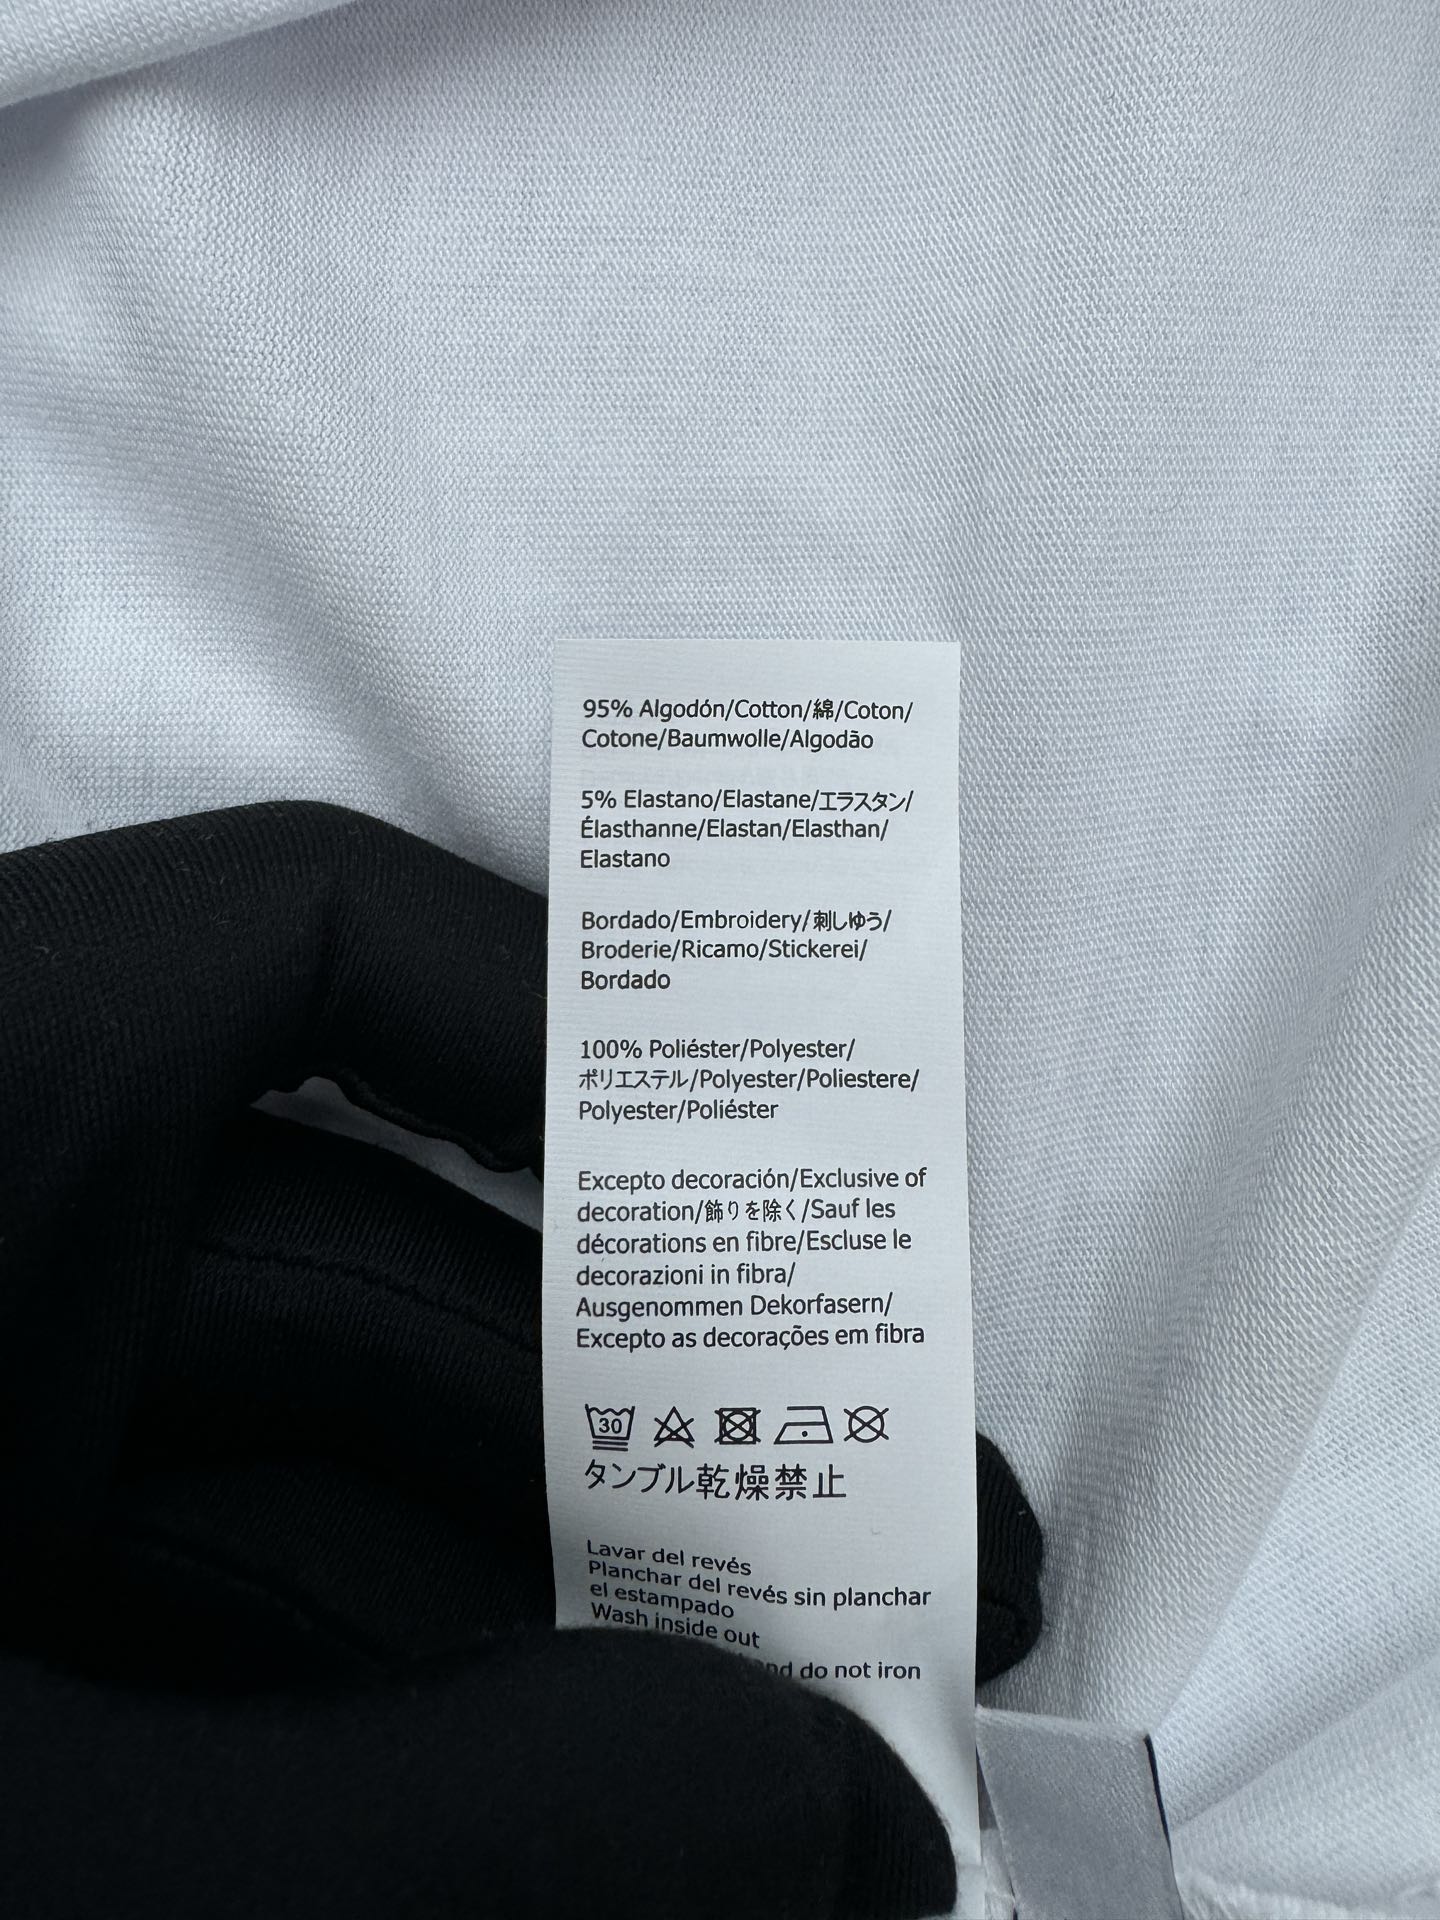 95% Algodón/Cotton/綿/Coton/
Cotone/Baumwolle/Algodão
5% Elastano/Elastane/エラスタン/
Élasthanne/Elastan/Elasthan/
Elastano
Bordado/Embroidery/刺しゆう/
Broderie/Ricamo/Stickerei/
Bordado
100% Poliéster/Polyester/
ポリエステル/Polyester/Poliestere/
Polyester/Poliéster
Excepto decoración/Exclusive of
decoration/飾りを除く/Sauf les
décorations en fibre/Escluse le
decorazioni in fibra/
Ausgenommen Dekorfasern/
Excepto as decorações em fibra
30
タンブル乾燥禁止
Lavar del revés
Planchar del revés sin planchar
el estampado
Wash inside out
do not iron